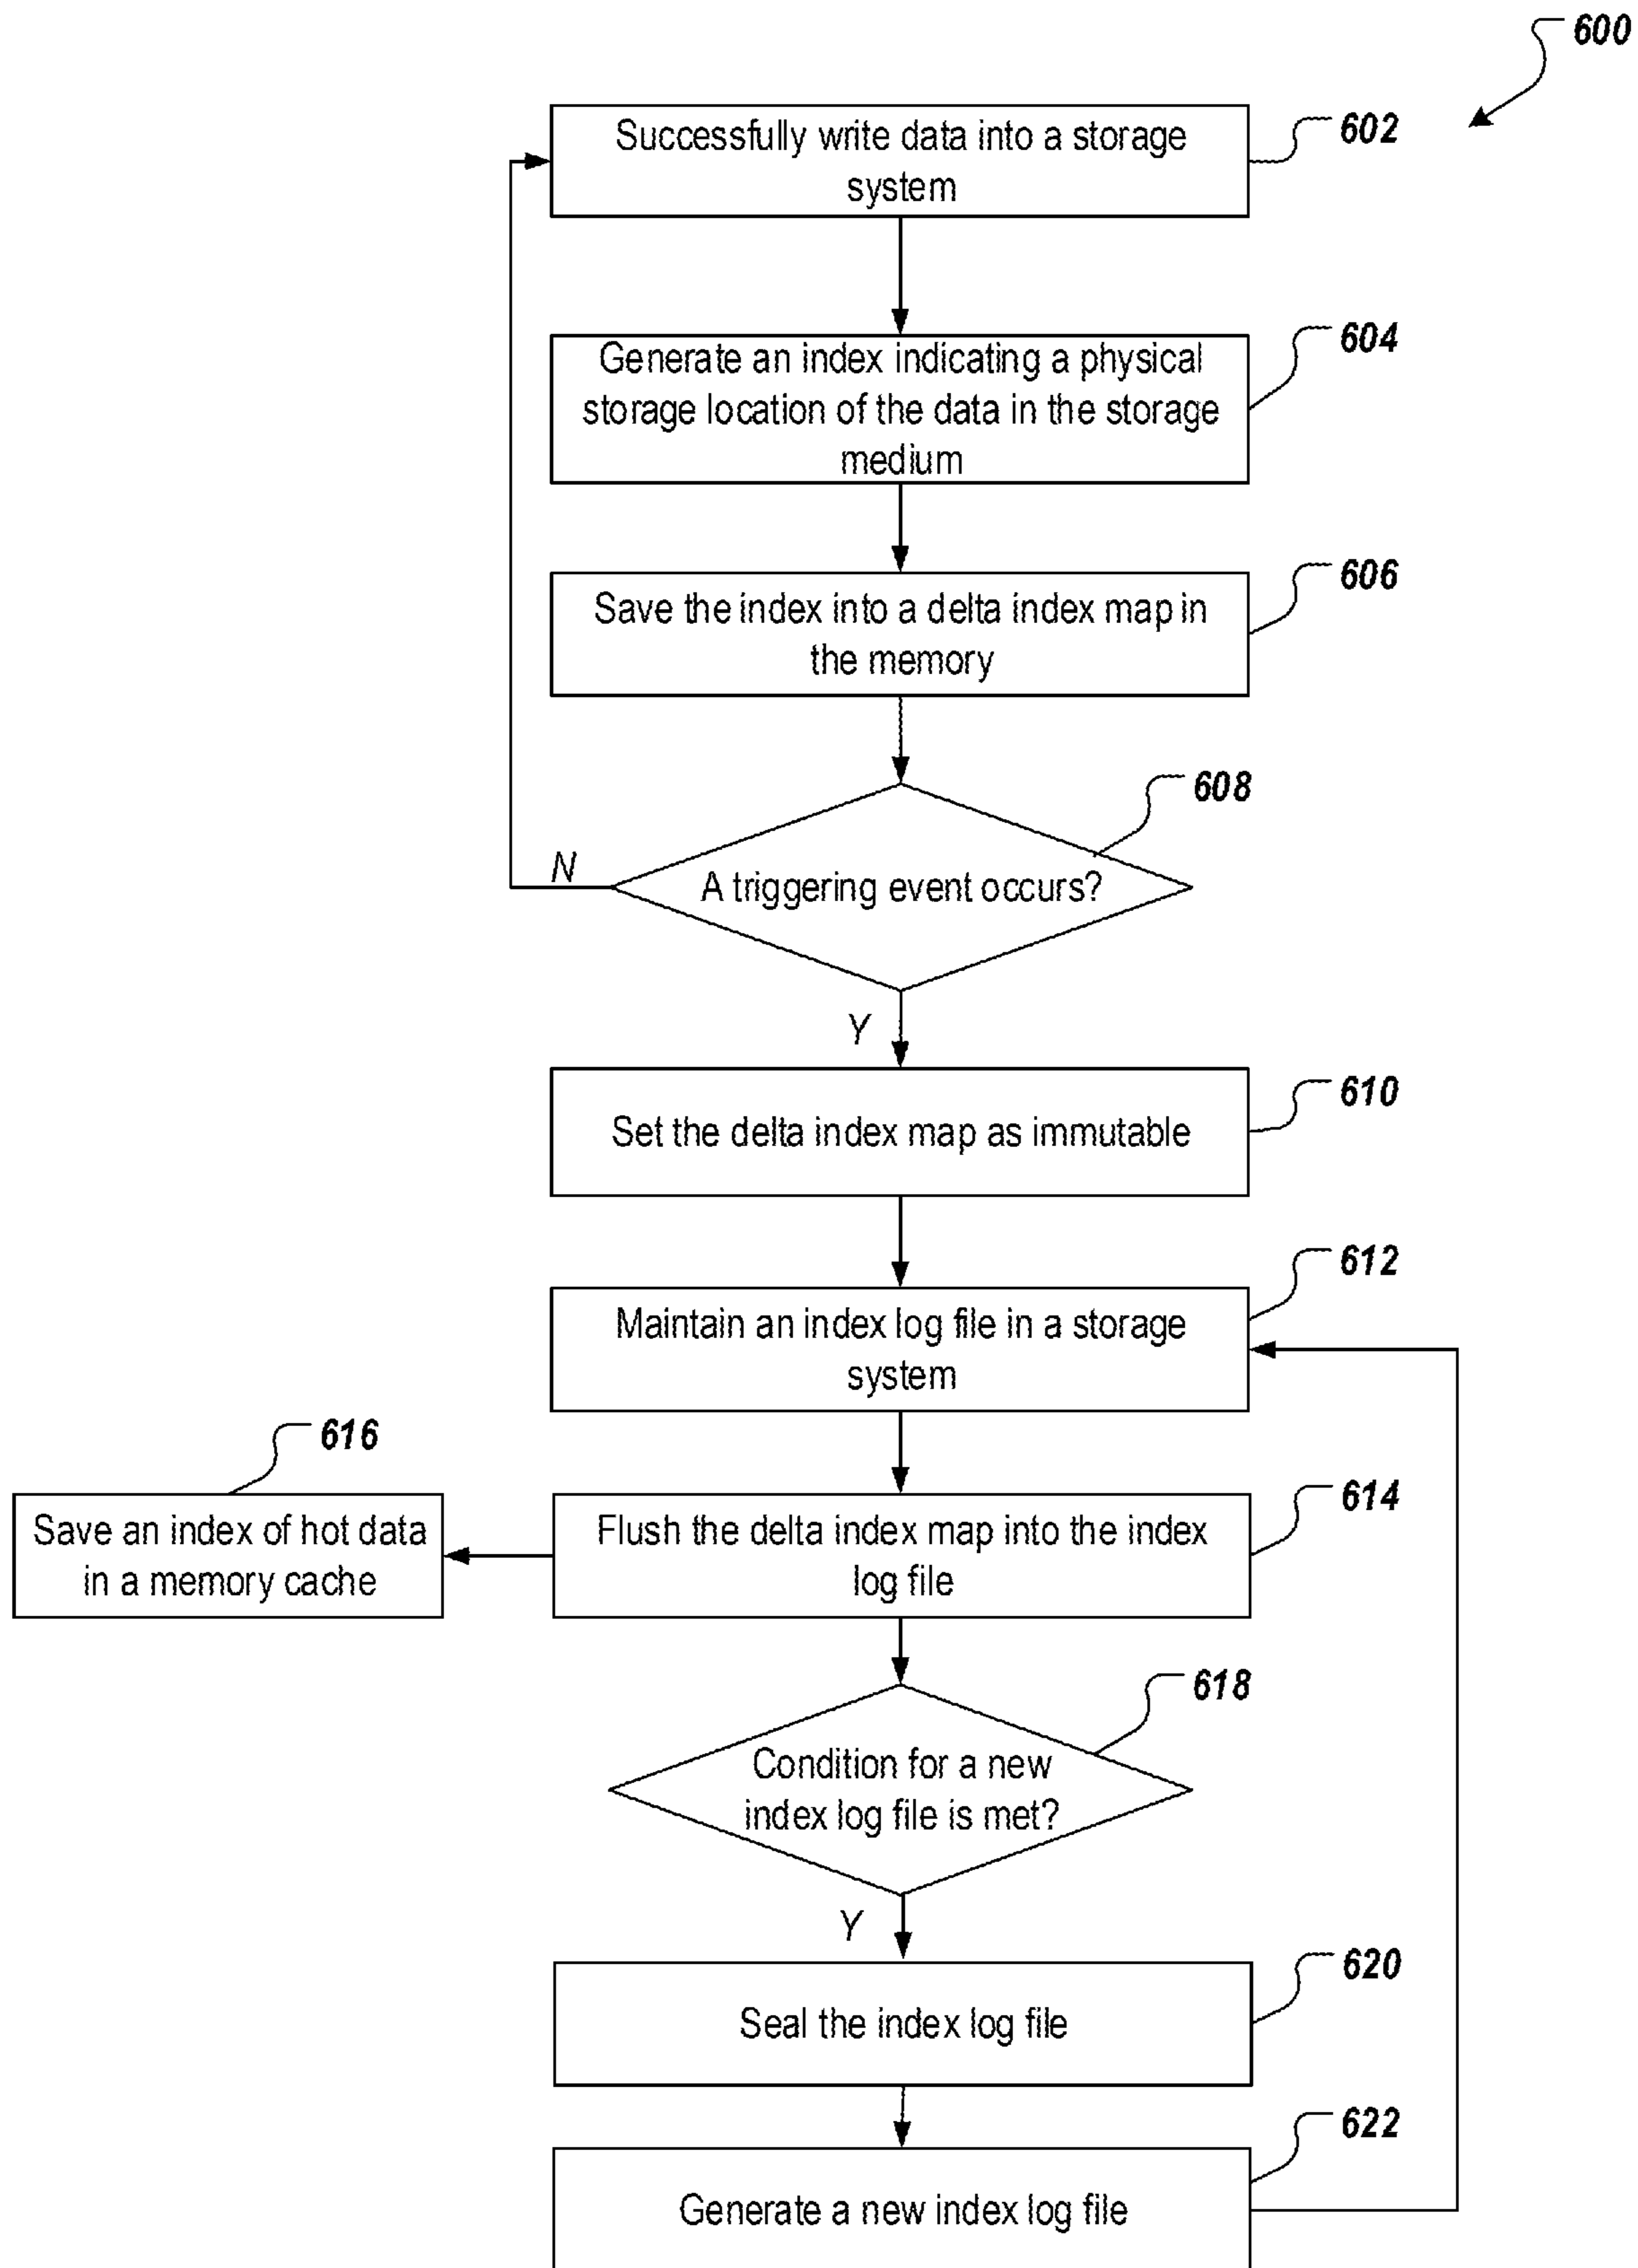 600
Successfully write data into a storage
system
602
Generate an index indicating a physical
storage location of the data in the storage
medium
604
Save the index into a delta index map in
the memory
606
608
A triggering event occurs?
N
Y
Set the delta index map as immutable
610
Maintain an index log file in a storage
system
612
616
Save an index of hot data
in a memory cache
Flush the delta index map into the index
log file
614
618
Condition for a new
index log file is met?
Y
Seal the index log file
620
Generate a new index log file
622